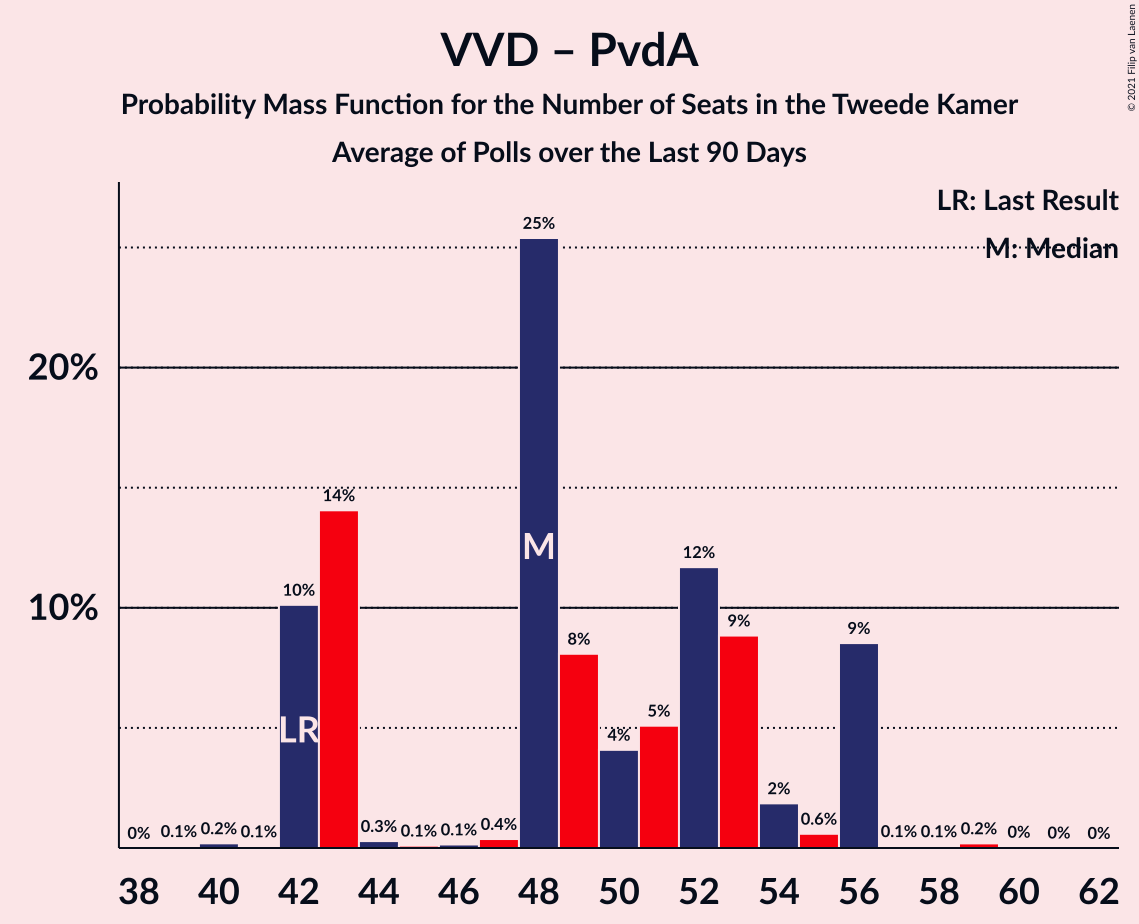 VVD – PvdA
Probability Mass Function for the Number of Seats in the Tweede Kamer
Average of Polls over the Last 90 Days
© 2021 Filip van Laenen
LR: Last Result
M: Median
25%
20%
14%
M
12%
10%
10%
9%
9%
8%
LR
5%
4%
2%
0% 0.1% 0.2% 0.1% 0.3% 0.1% 0.1% 0.4% 0.6% 0.1% 0.1% 0.2% 0% 0% 0%
38 40 42 44 46 48 50 52 54 56 58 60 62